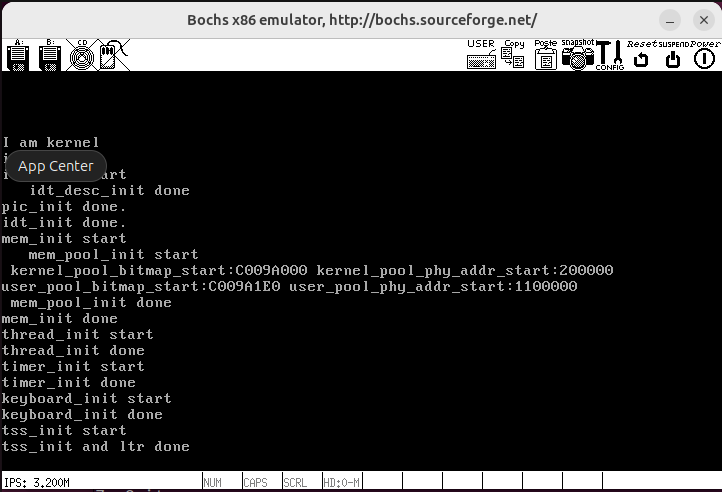 Bochs x86 emulator, http://bochs.sourceforge.net/
A: B: CD USER Copy Paste snapshot CONFIG Reset SUSPEND Power
I am kernel
App Center
idt_desc_init done
pic_init done.
idt_init done.
mem_init start
mem_pool_init start
kernel_pool_bitmap_start:C009A000 kernel_pool_phy_addr_start:200000
user_pool_bitmap_start:C009A1E0 user_pool_phy_addr_start:1100000
mem_pool_init done
mem_init done
thread_init start
thread_init done
timer_init start
timer_init done
keyboard_init start
keyboard_init done
tss_init start
tss_init and ltr done
IPS: 3.200M NUM CAPS SCRL HD:0-M